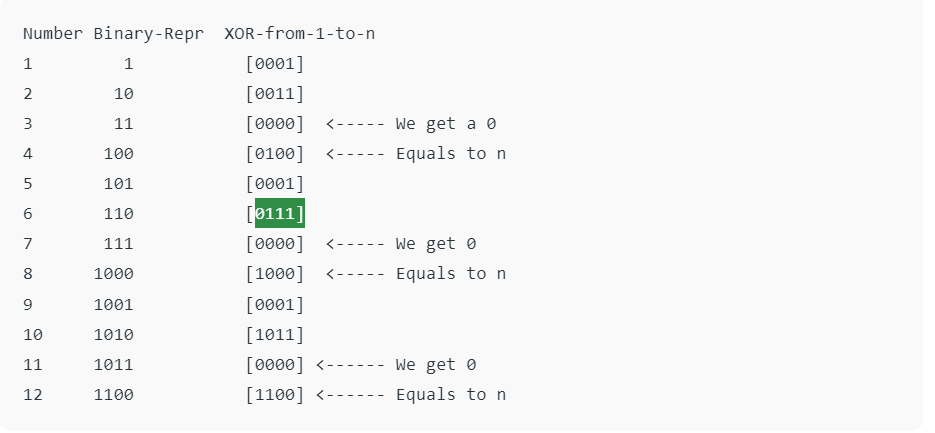 Number Binary-Repr  XOR-from-1-to-n
1         1           [0001]
2        10           [0011]
3        11           [0000]  <----- We get a 0
4       100           [0100]  <----- Equals to n
5       101           [0001]
6       110           [0111]
7       111           [0000]  <----- We get 0
8      1000           [1000]  <----- Equals to n
9      1001           [0001]
10     1010           [1011]
11     1011           [0000] <------ We get 0
12     1100           [1100] <------ Equals to n